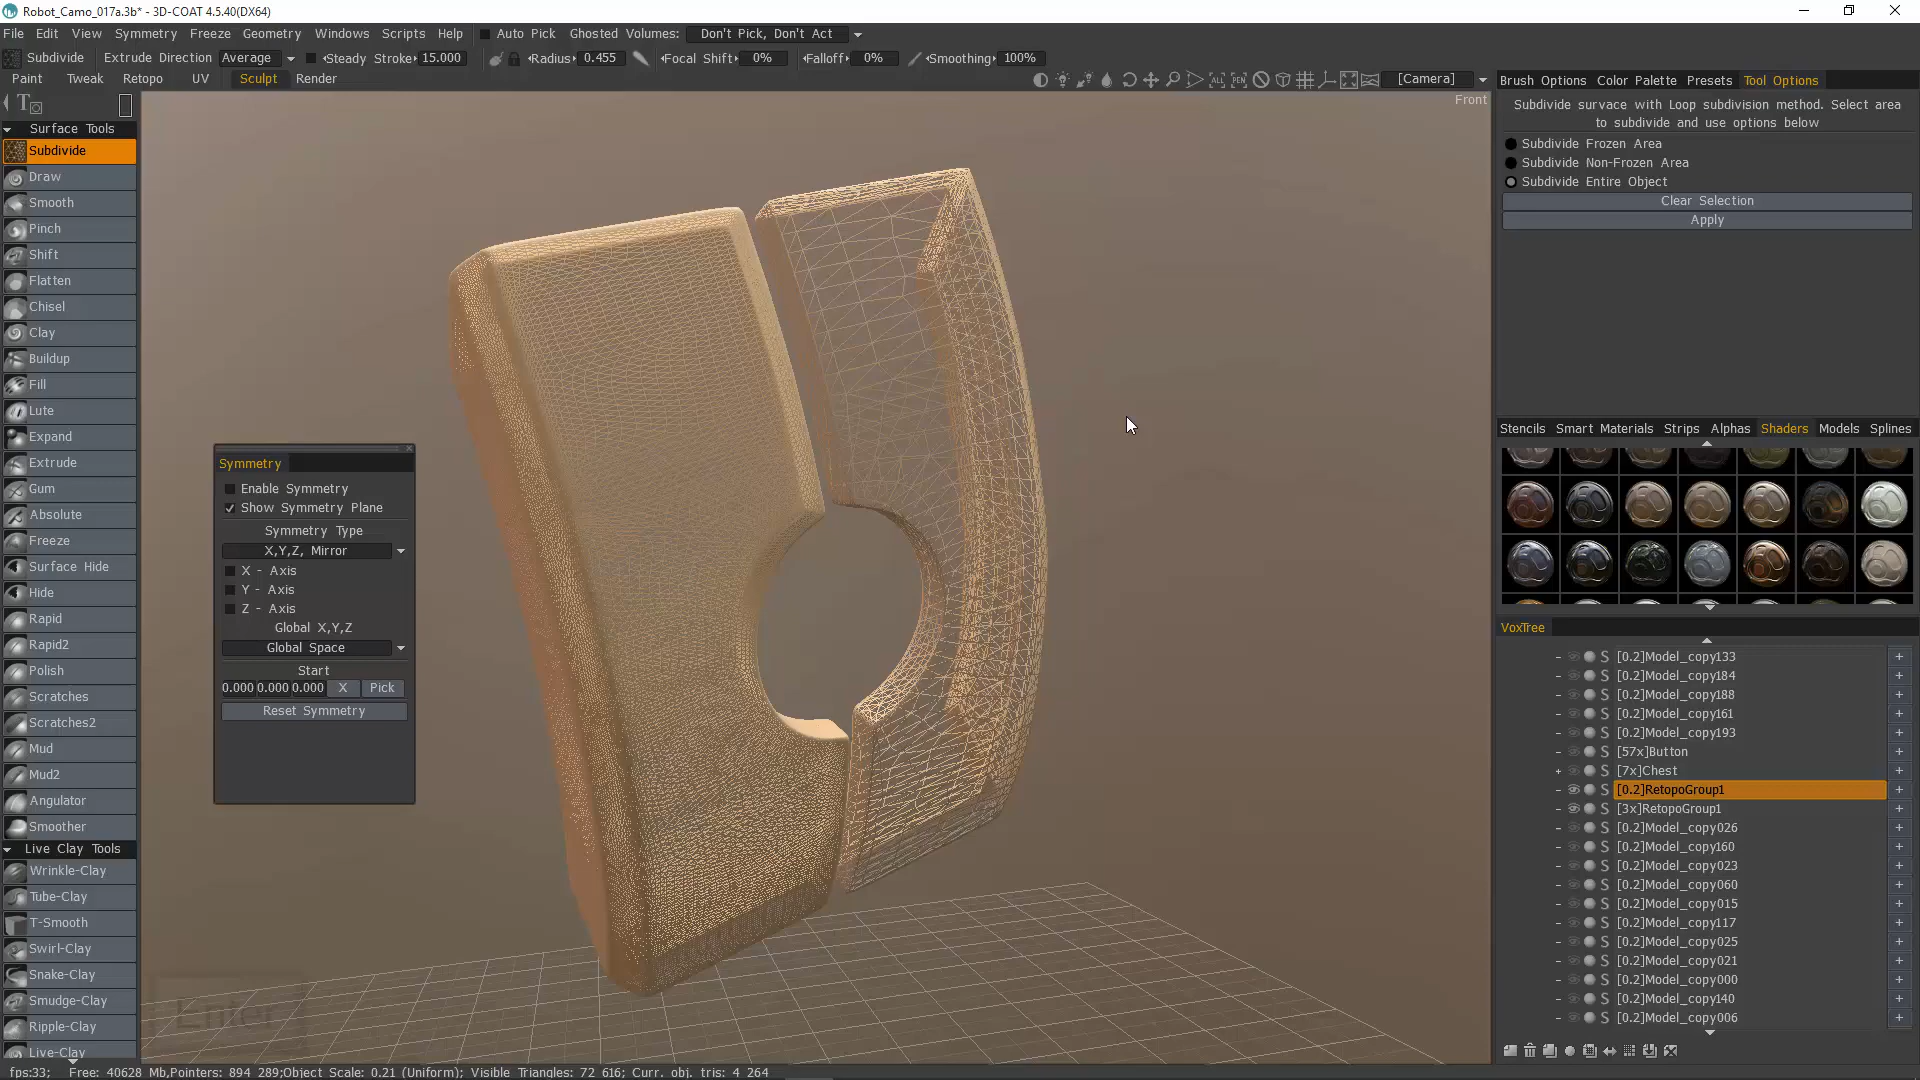 Robot_Camo_017a.3b* - 3D-COAT 4.5.40(DX64)
File Edit View Symmetry Freeze Geometry Windows Scripts Help Auto Pick Ghosted Volumes: Don't Pick, Don't Act
Subdivide Extrude Direction Average Steady Stroke 15.000 Radius 0.455 Focal Shift 0% Falloff 0% Smoothing 100%
Paint Tweak Retopo UV Sculpt Render
[Camera]
Front
Surface Tools
Subdivide
Draw
Smooth
Pinch
Shift
Flatten
Chisel
Clay
Buildup
Fill
Lute
Expand
Extrude
Gum
Absolute
Freeze
Surface Hide
Hide
Rapid
Rapid2
Polish
Scratches
Scratches2
Mud
Mud2
Angulator
Smoother
Live Clay Tools
Wrinkle-Clay
Tube-Clay
T-Smooth
Swirl-Clay
Snake-Clay
Smudge-Clay
Ripple-Clay
Live-Clay
Symmetry
Enable Symmetry
Show Symmetry Plane
Symmetry Type
X,Y,Z, Mirror
X - Axis
Y - Axis
Z - Axis
Global X,Y,Z
Global Space
Start
0.000 0.000 0.000 X Pick
Reset Symmetry
Enter
Brush Options Color Palette Presets Tool Options
Subdivide survace with Loop subdivision method. Select area
to subdivide and use options below
Subdivide Frozen Area
Subdivide Non-Frozen Area
Subdivide Entire Object
Clear Selection
Apply
Stencils Smart Materials Strips Alphas Shaders Models Splines
VoxTree
- S [0.2]Model_copy133 +
- S [0.2]Model_copy184 +
- S [0.2]Model_copy188 +
- S [0.2]Model_copy161 +
- S [0.2]Model_copy193 +
- S [57x]Button +
+ S [7x]Chest +
- S [0.2]RetopoGroup1 +
- S [3x]RetopoGroup1 +
- S [0.2]Model_copy026 +
- S [0.2]Model_copy160 +
- S [0.2]Model_copy023 +
- S [0.2]Model_copy060 +
- S [0.2]Model_copy015 +
- S [0.2]Model_copy117 +
- S [0.2]Model_copy025 +
- S [0.2]Model_copy021 +
- S [0.2]Model_copy000 +
- S [0.2]Model_copy140 +
- S [0.2]Model_copy006 +
fps:33; Free: 40628 Mb,Pointers: 894 289;Object Scale: 0.21 (Uniform); Visible Triangles: 72 616; Curr. obj. tris: 4 264